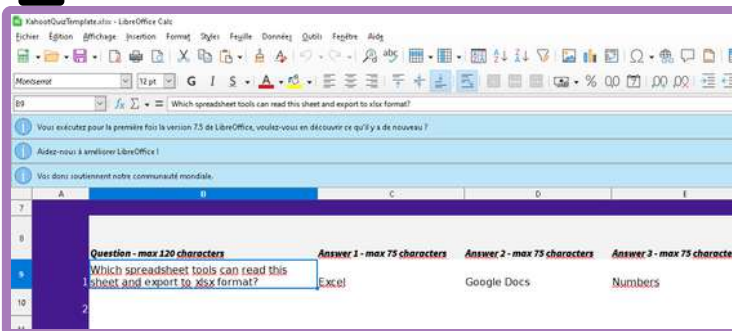 KahootQuizTemplate.xlsx - LibreOffice Calc
Fichier Édition Affichage Insertion Format Styles Feuille Données Outils Fenêtre Aide
Montserrat 12 pt G I S A % 0.0
B9 fx Σ = Which spreadsheet tools can read this sheet and export to xlsx format?
Vous exécutez pour la première fois la version 7.5 de LibreOffice, voulez-vous en découvrir ce qu'il y a de nouveau ?
Aidez-nous à améliorer LibreOffice !
Vos dons soutiennent notre communauté mondiale.
A B C D E
7
8 Question - max 120 characters Answer 1 - max 75 characters Answer 2 - max 75 characters Answer 3 - max 75 characte
9 1 Which spreadsheet tools can read this
sheet and export to xlsx format? Excel Google Docs Numbers
10 2